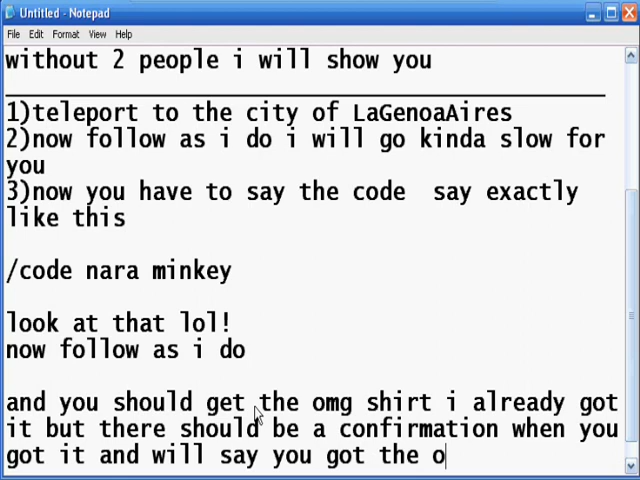 Untitled - Notepad
File Edit Format View Help
without 2 people i will show you
1)teleport to the city of LaGenoaAires
2)now follow as i do i will go kinda slow for
you
3)now you have to say the code  say exactly
like this
/code nara minkey
look at that lol!
now follow as i do
and you should get the omg shirt i already got
it but there should be a confirmation when you
got it and will say you got the o